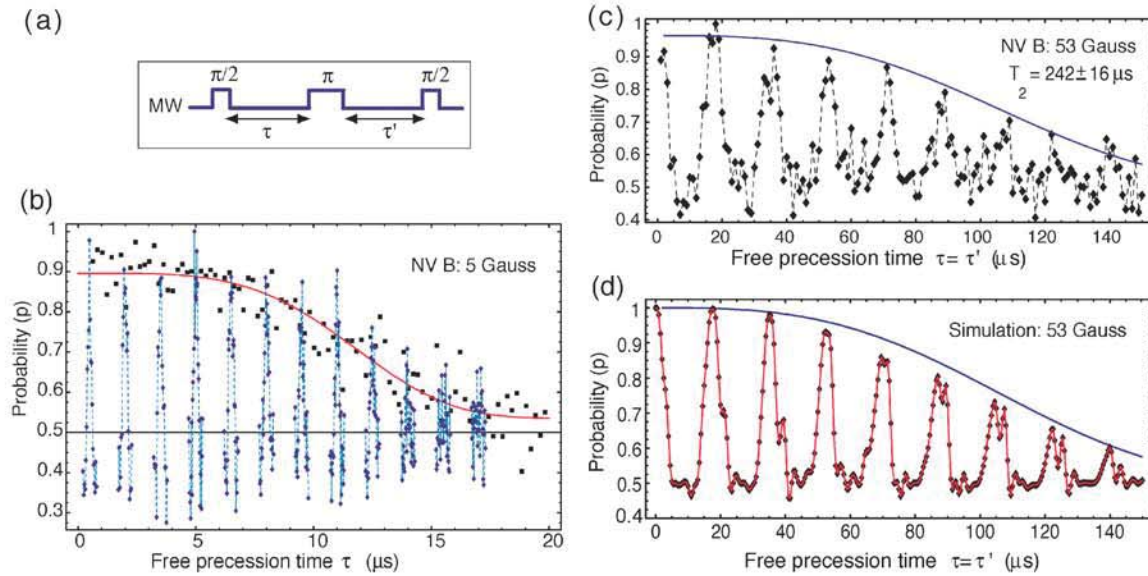 (a)
π/2 π π/2
MW
τ τ'
(b)
Probability (p)
1
0.9
0.8
0.7
0.6
0.5
0.4
0.3
NV B: 5 Gauss
0 5 10 15 20
Free precession time τ (μs)
(c)
Probability (p)
1
0.9
0.8
0.7
0.6
0.5
0.4
NV B: 53 Gauss
T2 = 242± 16 μs
0 20 40 60 80 100 120 140
Free precession time τ= τ' (μs)
(d)
Probability (p)
1
0.9
0.8
0.7
0.6
0.5
0.4
Simulation: 53 Gauss
0 20 40 60 80 100 120 140
Free precession time τ= τ' (μs)